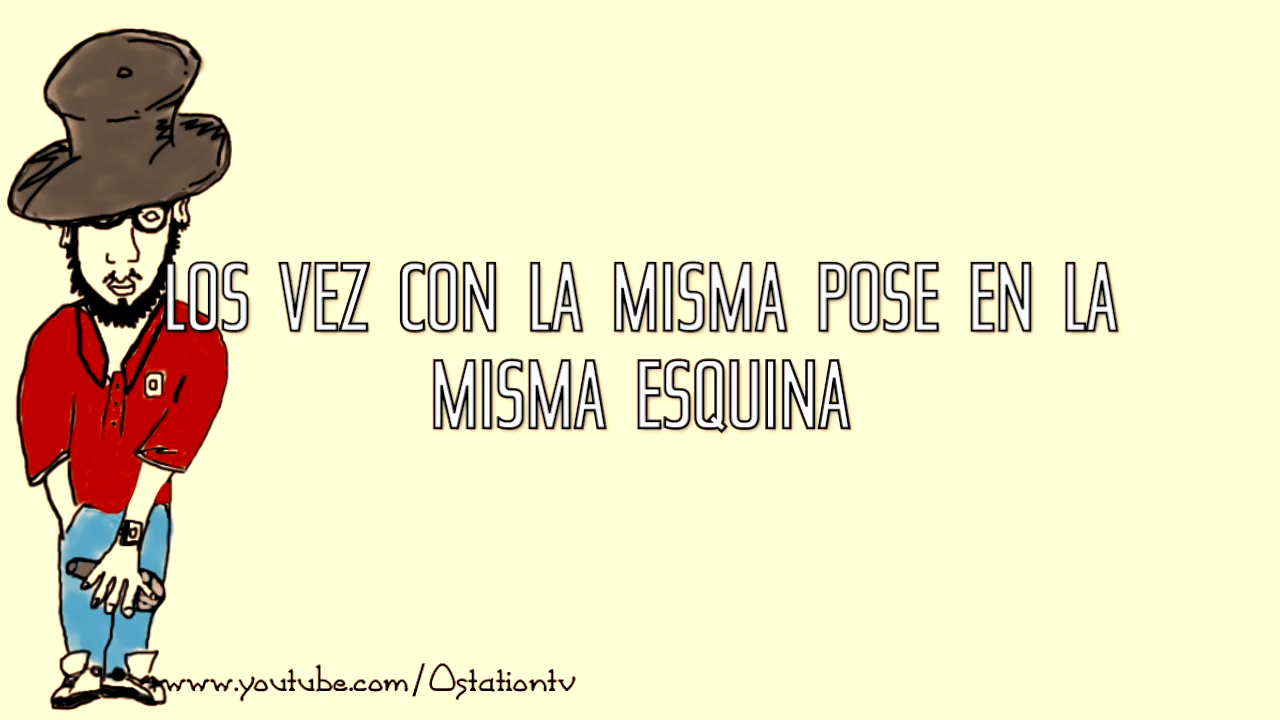 LOS VEZ CON LA MISMA POSE EN LA
MISMA ESQUINA
www.youtube.com/Ostationtv